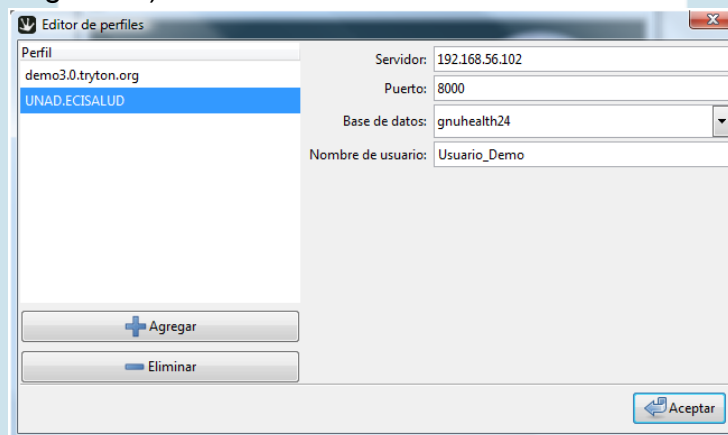 Editor de perfiles
Perfil
demo3.0.tryton.org
UNAD.ECISALUD
Servidor: 192.168.56.102
Puerto: 8000
Base de datos: gnuhealth24
Nombre de usuario: Usuario_Demo
Agregar
Eliminar
Aceptar